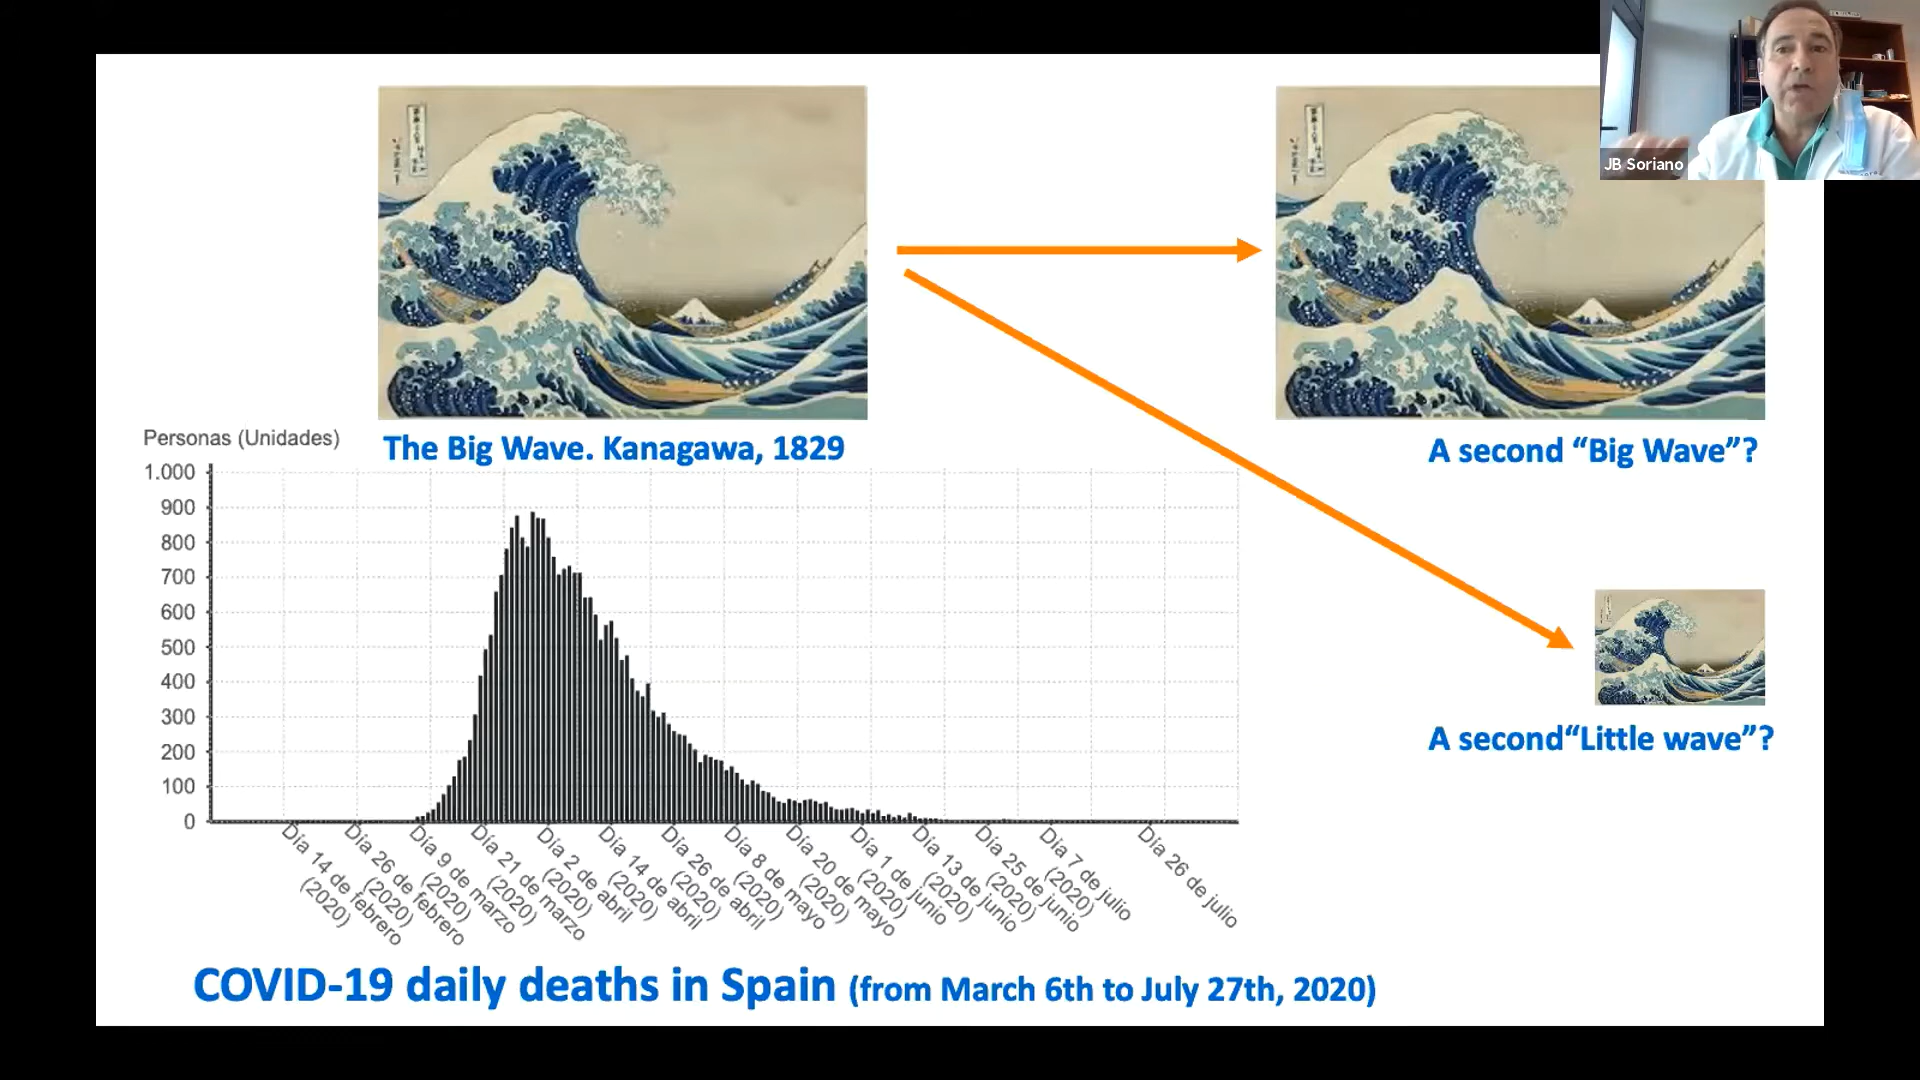 JB Soriano
The Big Wave. Kanagawa, 1829
A second “Big Wave”?
A second“Little wave”?
Personas (Unidades)
1.000
900
800
700
600
500
400
300
200
100
0
Día 14 de febrero
(2020)
Día 26 de febrero
(2020)
Día 9 de marzo
(2020)
Día 21 de marzo
(2020)
Día 2 de abril
(2020)
Día 14 de abril
(2020)
Día 26 de abril
(2020)
Día 8 de mayo
(2020)
Día 20 de mayo
(2020)
Día 1 de junio
(2020)
Día 13 de junio
(2020)
Día 25 de junio
(2020)
Día 7 de julio
(2020)
Día 26 de julio
COVID-19 daily deaths in Spain (from March 6th to July 27th, 2020)